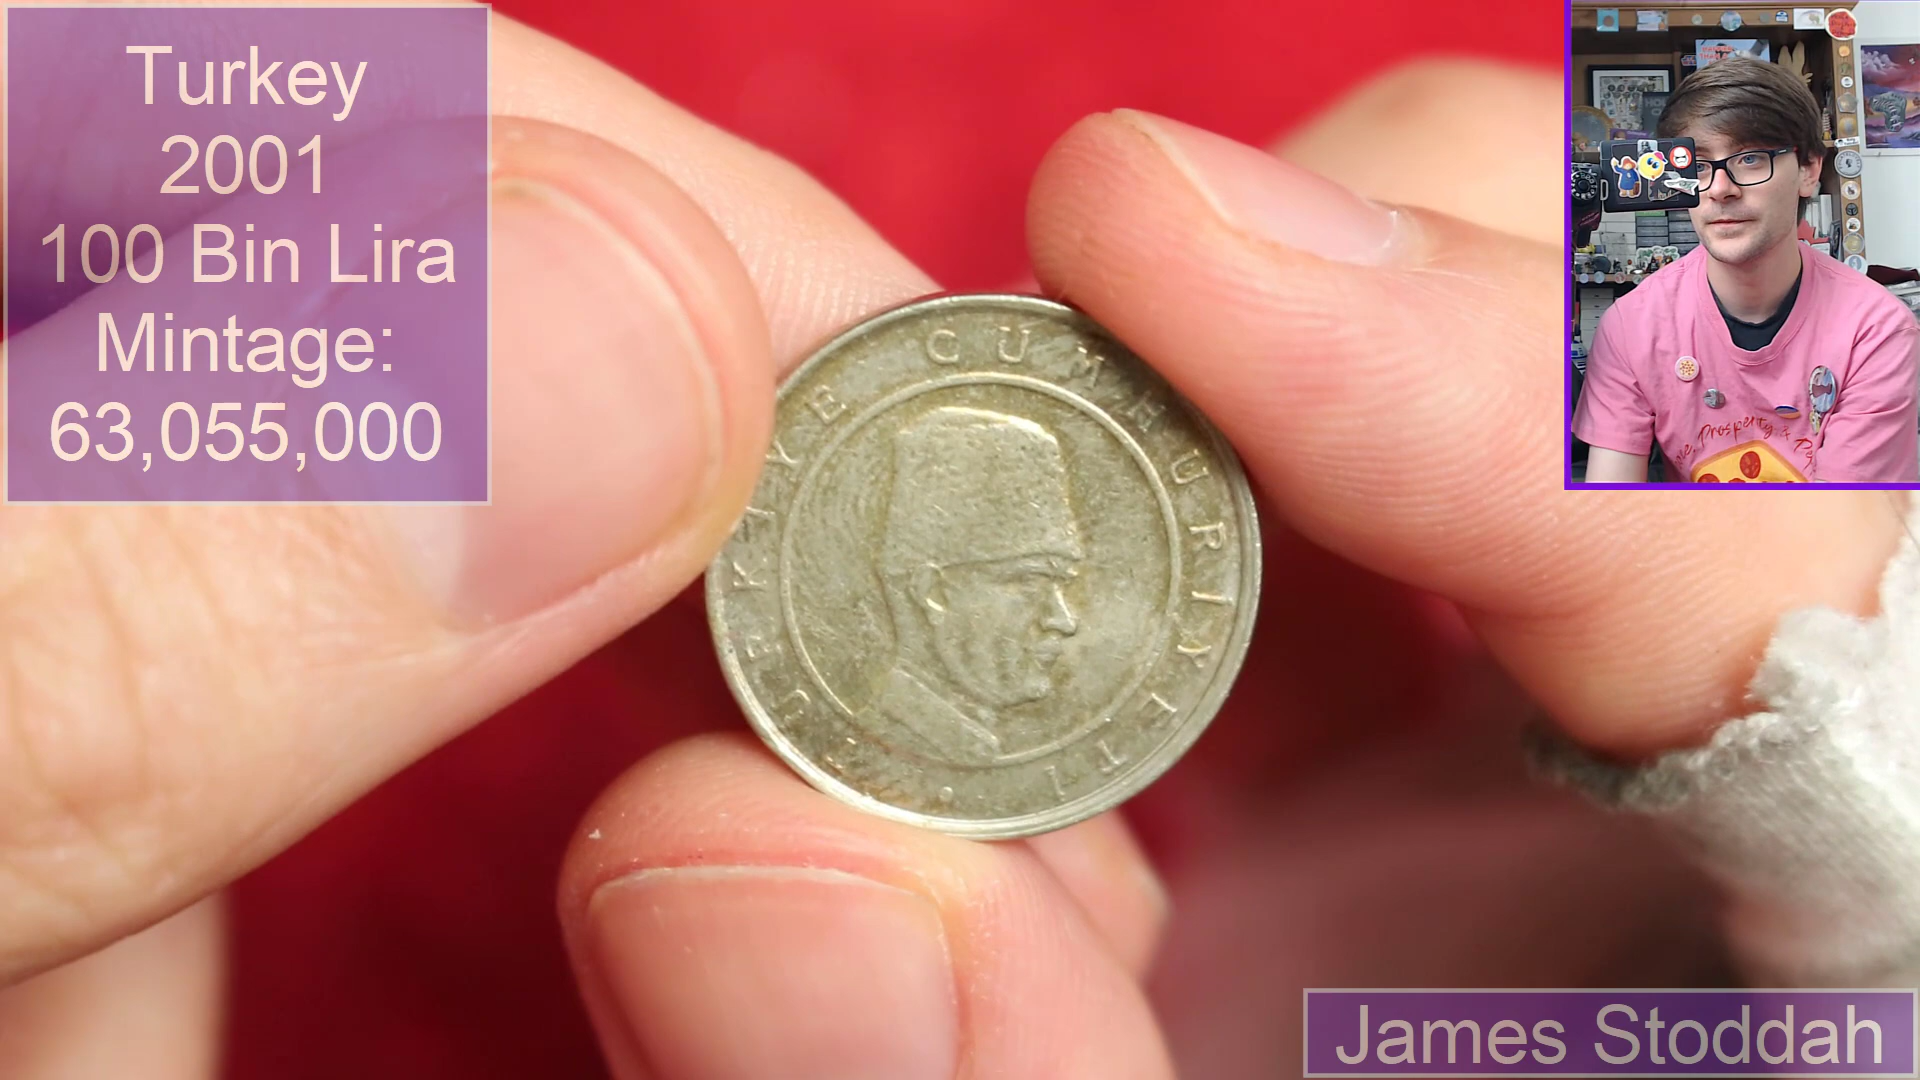 Turkey
2001
100 Bin Lira
Mintage:
63,055,000
TÜRKİYE CUMHURİYETİ
James Stoddah